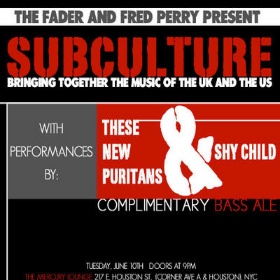 THE FADER AND FRED PERRY PRESENT
SUBCULTURE
BRINGING TOGETHER THE MUSIC OF THE UK AND THE US
WITH
PERFORMANCES
BY:
THESE
NEW
PURITANS
&
SHY CHILD
COMPLIMENTARY BASS ALE
TUESDAY, JUNE 10TH DOORS AT 9PM
THE MERCURY LOUNGE 217 E. HOUSTON ST. (CORNER AVE A & HOUSTON), NYC